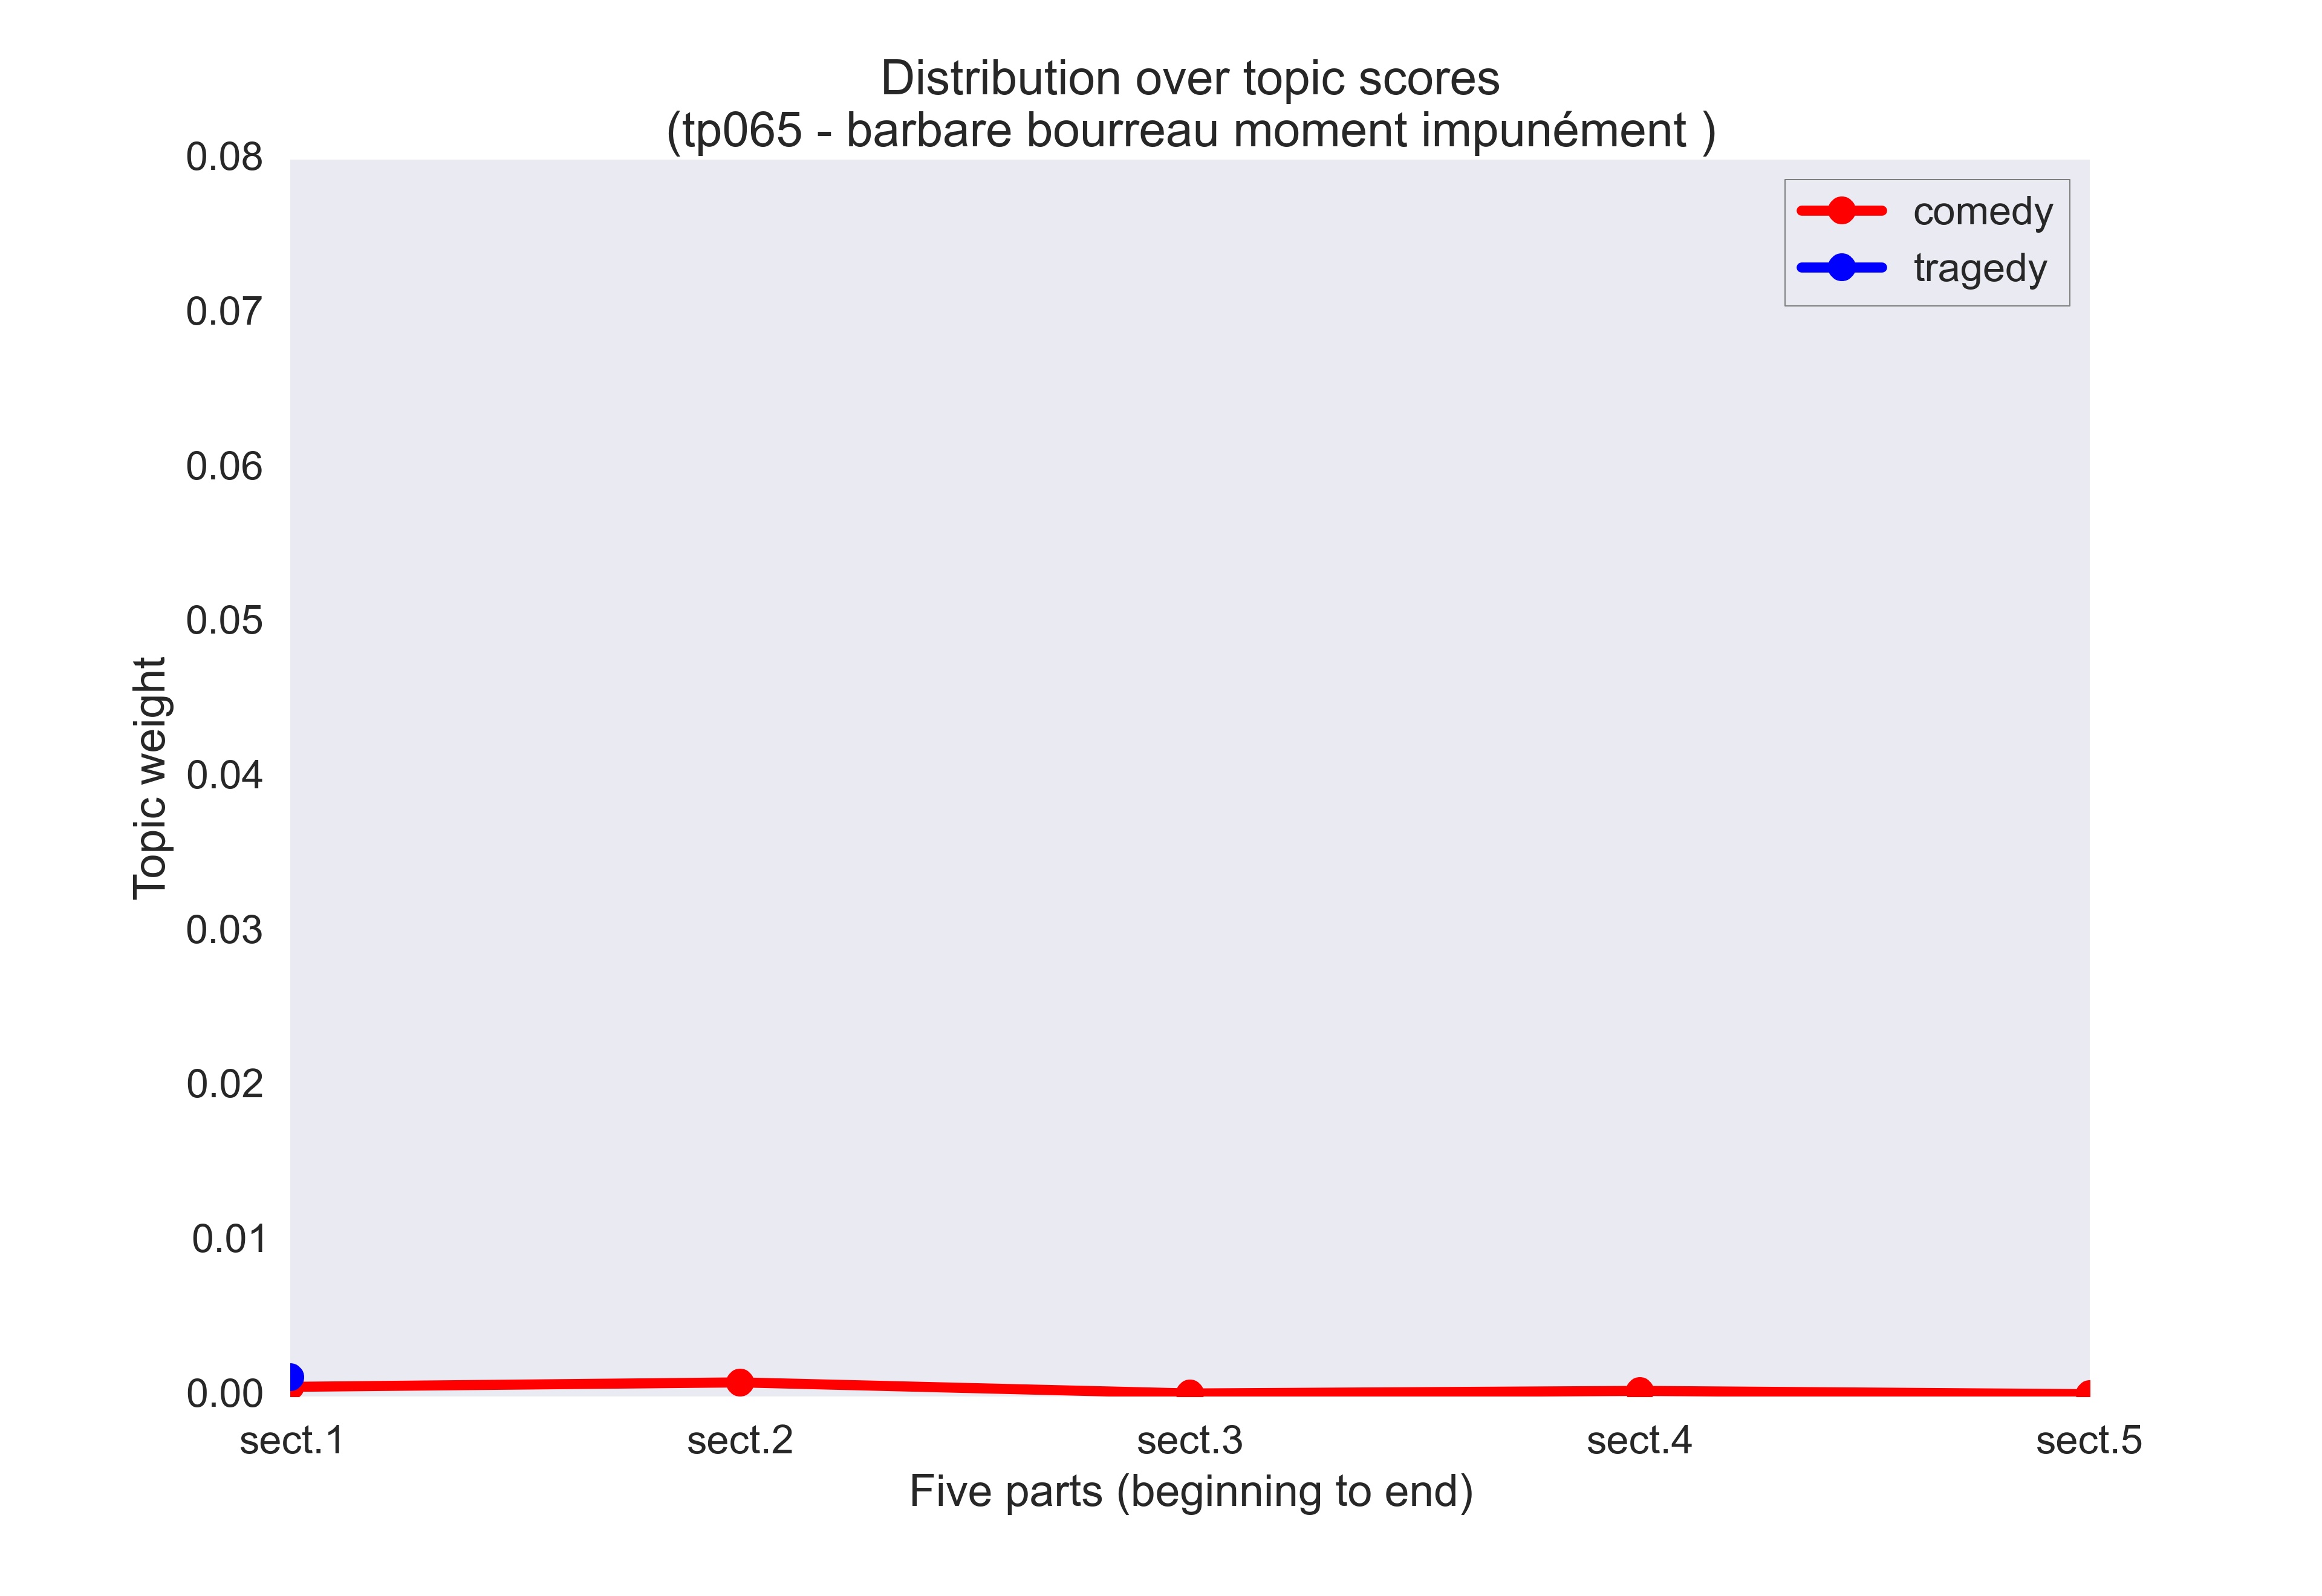 Distribution over topic scores
(tp065 - barbare bourreau moment impunément )
comedy
tragedy
0.08
0.07
0.06
0.05
0.04
0.03
0.02
0.01
0.00
Topic weight
sect.1
sect.2
sect.3
sect.4
sect.5
Five parts (beginning to end)